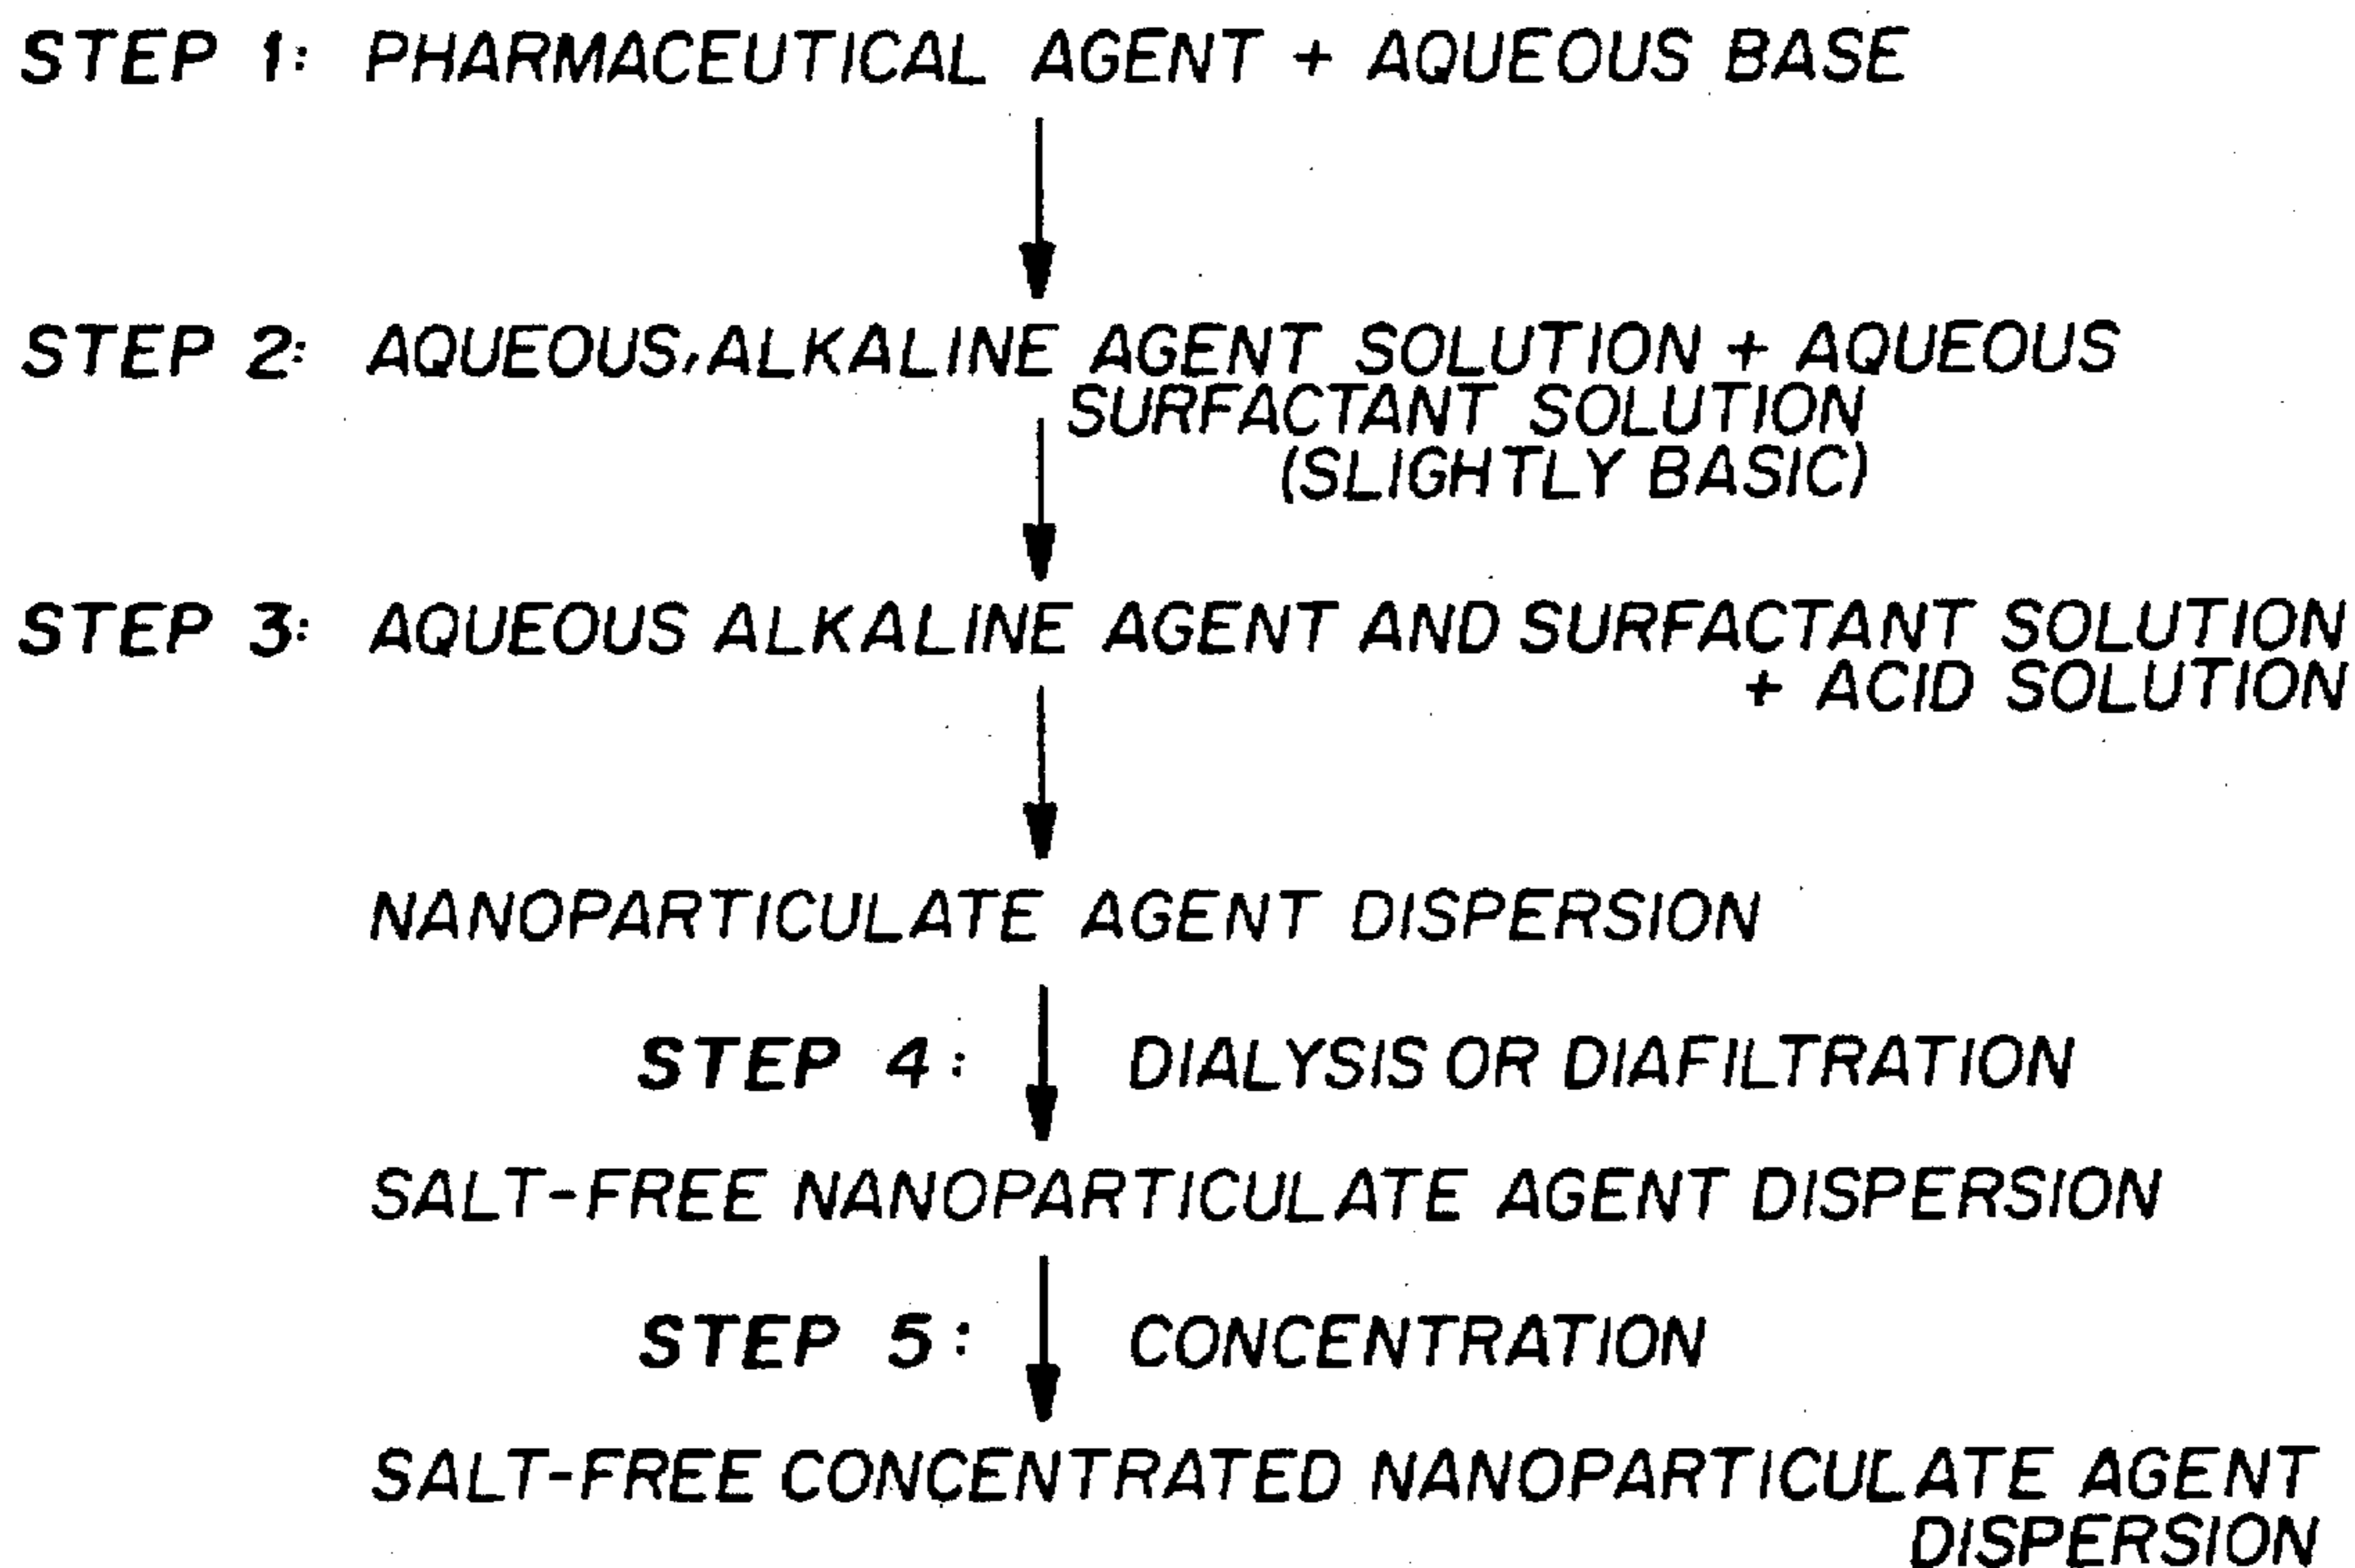 STEP 1: PHARMACEUTICAL AGENT + AQUEOUS BASE
STEP 2: AQUEOUS, ALKALINE AGENT SOLUTION + AQUEOUS
SURFACTANT SOLUTION
(SLIGHTLY BASIC)
STEP 3: AQUEOUS ALKALINE AGENT AND SURFACTANT SOLUTION
+ ACID SOLUTION
NANOPARTICULATE AGENT DISPERSION
STEP 4: DIALYSIS OR DIAFILTRATION
SALT-FREE NANOPARTICULATE AGENT DISPERSION
STEP 5: CONCENTRATION
SALT-FREE CONCENTRATED NANOPARTICULATE AGENT
DISPERSION